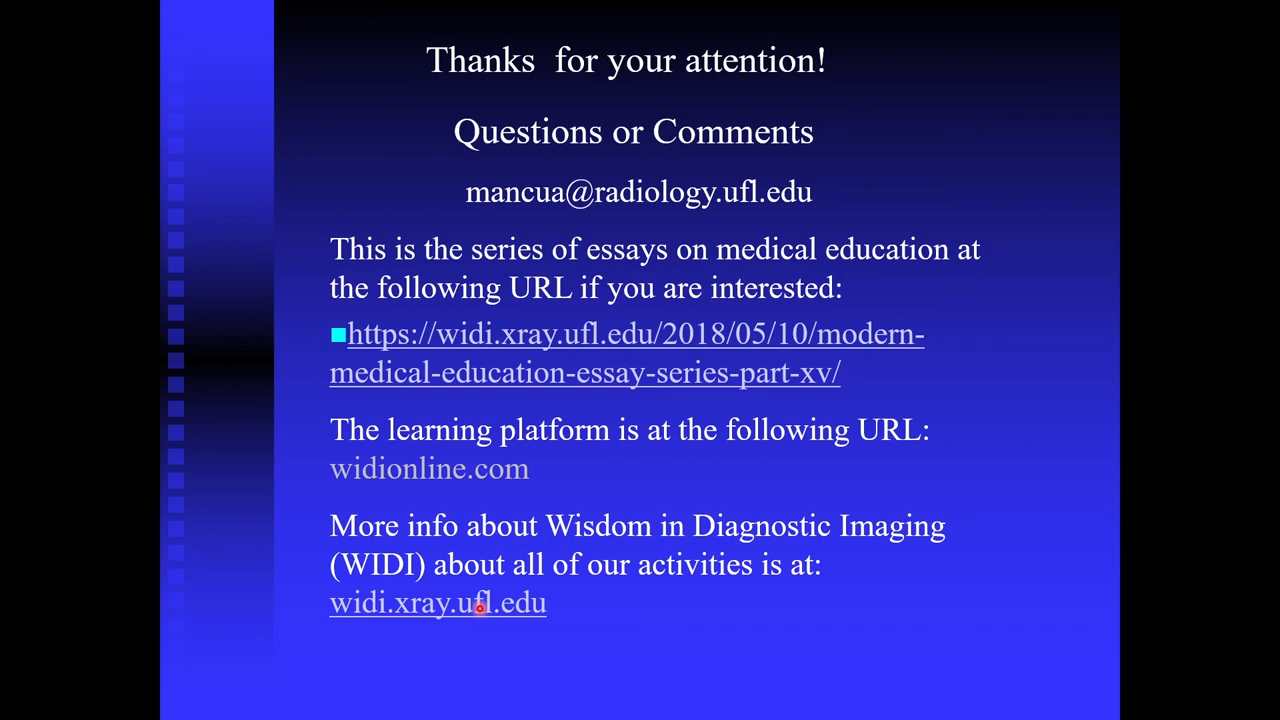 Thanks  for your attention!
Questions or Comments
mancua@radiology.ufl.edu
This is the series of essays on medical education at
the following URL if you are interested:
https://widi.xray.ufl.edu/2018/05/10/modern-
medical-education-essay-series-part-xv/
The learning platform is at the following URL:
widionline.com
More info about Wisdom in Diagnostic Imaging
(WIDI) about all of our activities is at:
widi.xray.ufl.edu